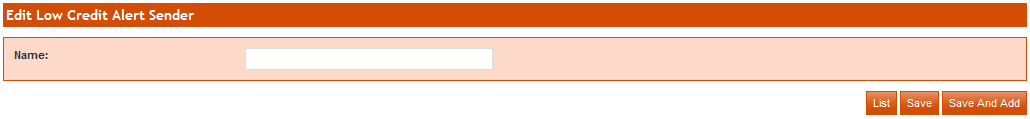 Edit Low Credit Alert Sender
Name:
List Save Save And Add